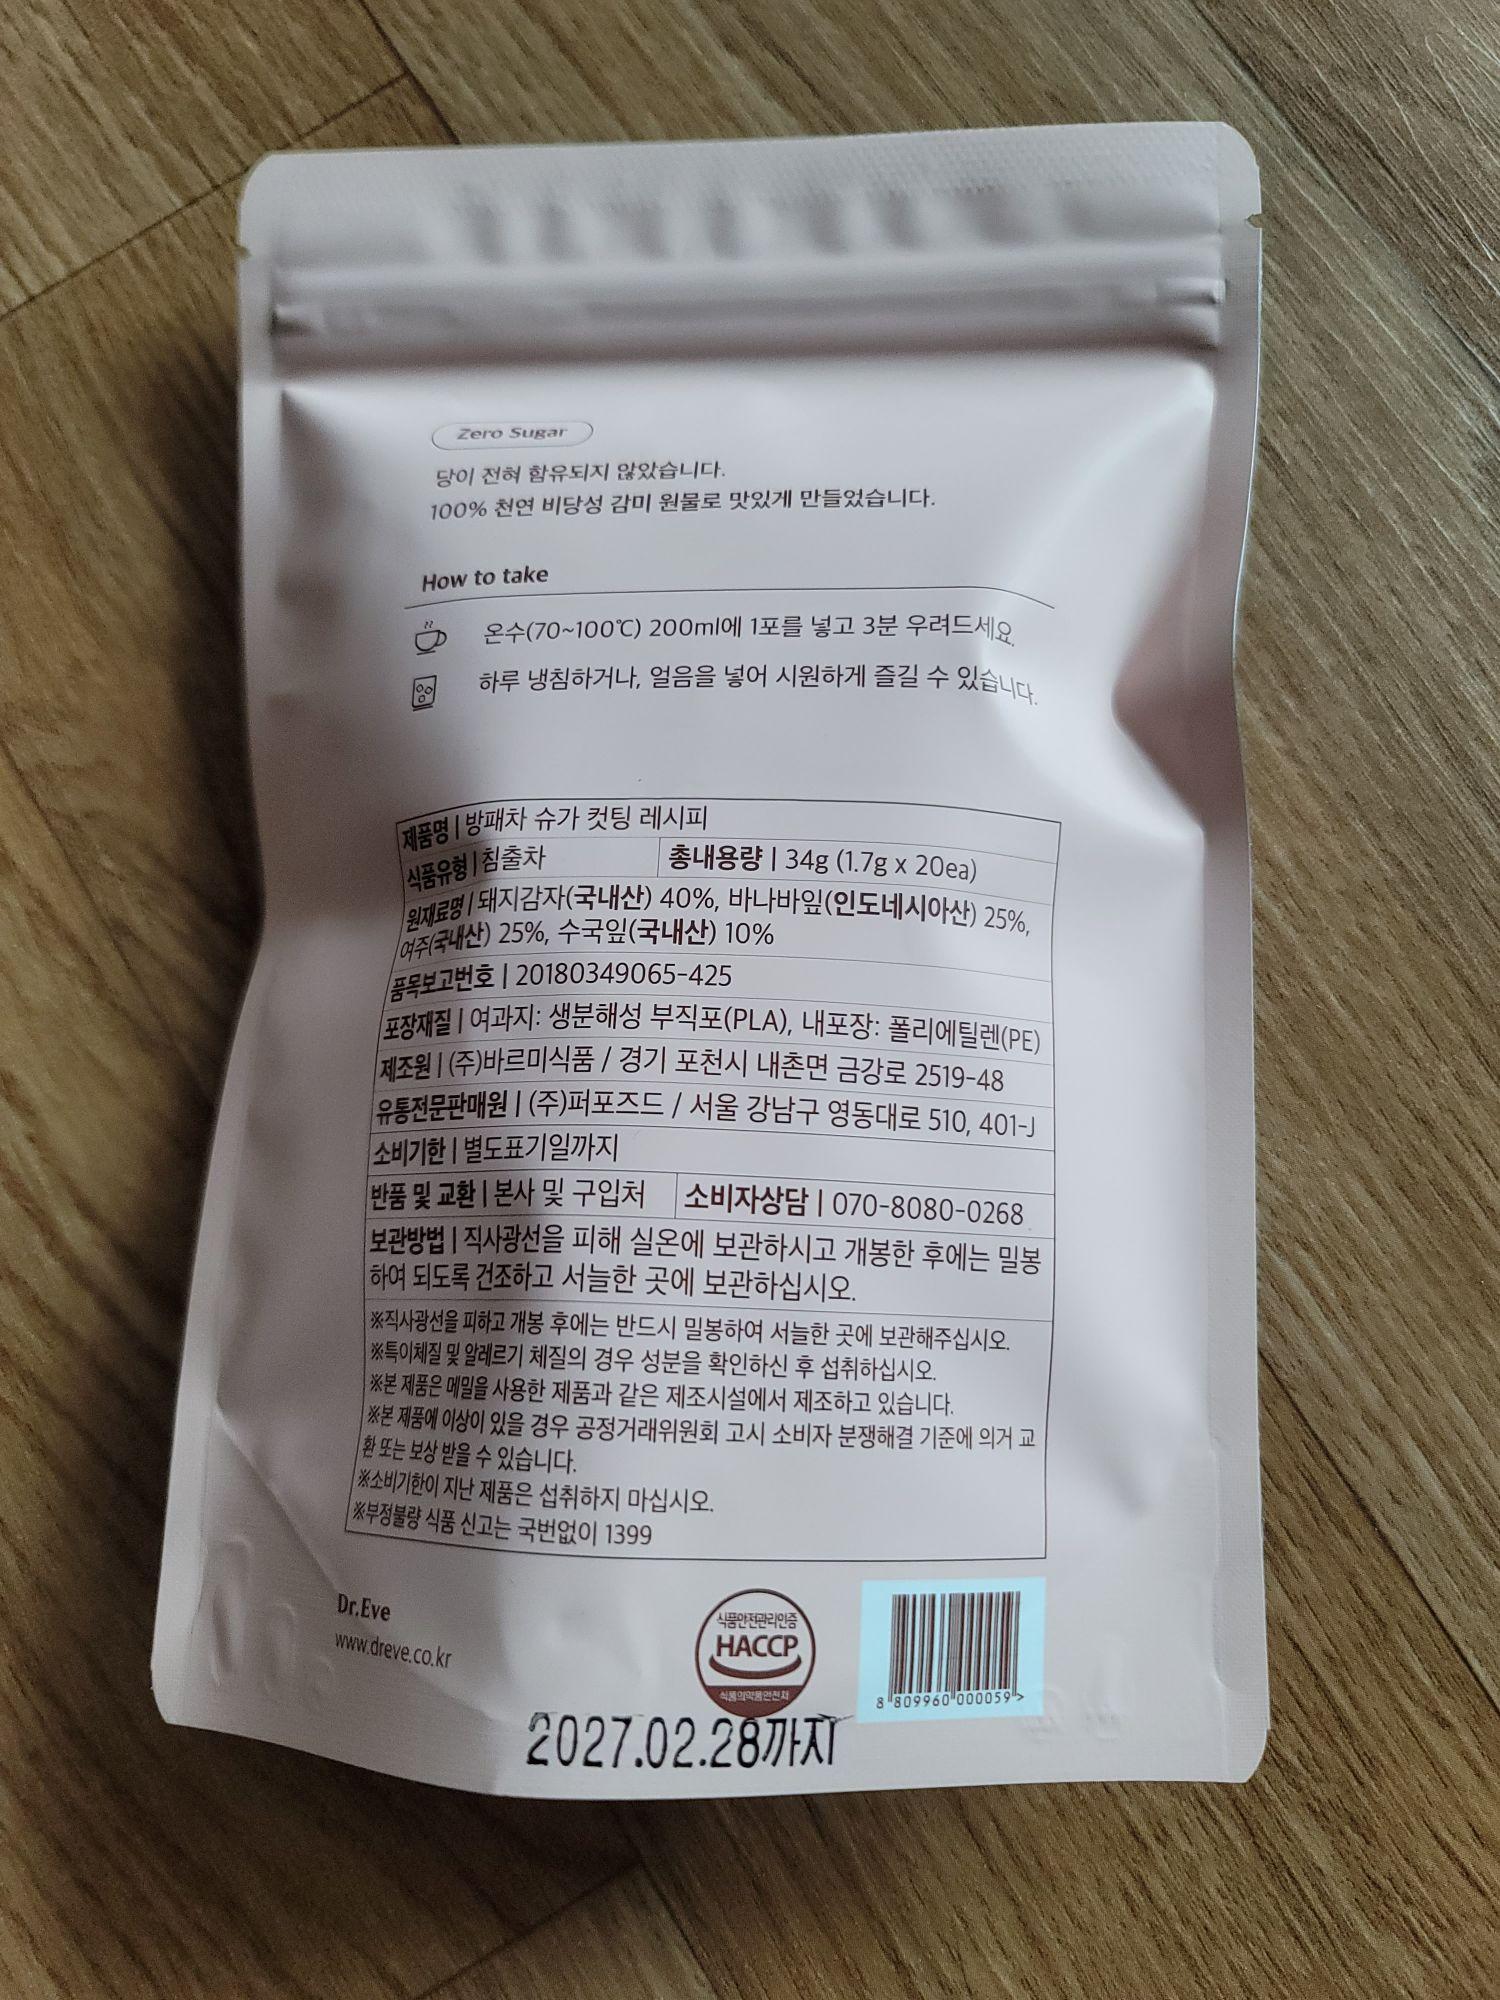 Zero Sugar
당이 전혀 함유되지 않았습니다.
100% 천연 비당성 감미 원물로 맛있게 만들었습니다.
How to take
온수(70~100℃) 200ml에 1포를 넣고 3분 우려드세요.
하루 냉침하거나, 얼음을 넣어 시원하게 즐길 수 있습니다.
제품명 | 방패차 슈가 컷팅 레시피
식품유형 | 침출차 총내용량 | 34g (1.7g x 20ea)
원재료명 | 돼지감자(국내산) 40%, 바나바잎(인도네시아산) 25%,
여주(국내산) 25%, 수국잎(국내산) 10%
품목보고번호 | 20180349065-425
포장재질 | 여과지: 생분해성 부직포(PLA), 내포장: 폴리에틸렌(PE)
제조원 | (주)바르미식품 / 경기 포천시 내촌면 금강로 2519-48
유통전문판매원 | (주)퍼포즈드 / 서울 강남구 영동대로 510, 401-J
소비기한 | 별도표기일까지
반품 및 교환 | 본사 및 구입처 소비자상담 | 070-8080-0268
보관방법 | 직사광선을 피해 실온에 보관하시고 개봉한 후에는 밀봉
하여 되도록 건조하고 서늘한 곳에 보관하십시오.
※직사광선을 피하고 개봉 후에는 반드시 밀봉하여 서늘한 곳에 보관해주십시오.
※특이체질 및 알레르기 체질의 경우 성분을 확인하신 후 섭취하십시오.
※본 제품은 메밀을 사용한 제품과 같은 제조시설에서 제조하고 있습니다.
※본 제품에 이상이 있을 경우 공정거래위원회 고시 소비자 분쟁해결 기준에 의거 교
환 또는 보상 받을 수 있습니다.
※소비기한이 지난 제품은 섭취하지 마십시오.
※부정불량 식품 신고는 국번없이 1399
Dr.Eve
www.dreve.co.kr
식품안전관리인증
HACCP
식품의약품안전처
8 809960 000059 >
2027.02.28까지